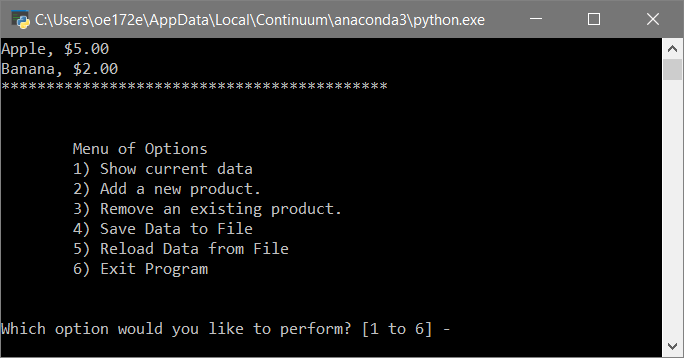 C:\Users\oe172e\AppData\Local\Continuum\anaconda3\python.exe
Apple, $5.00
Banana, $2.00
*******************************************
Menu of Options
1) Show current data
2) Add a new product.
3) Remove an existing product.
4) Save Data to File
5) Reload Data from File
6) Exit Program
Which option would you like to perform? [1 to 6] -